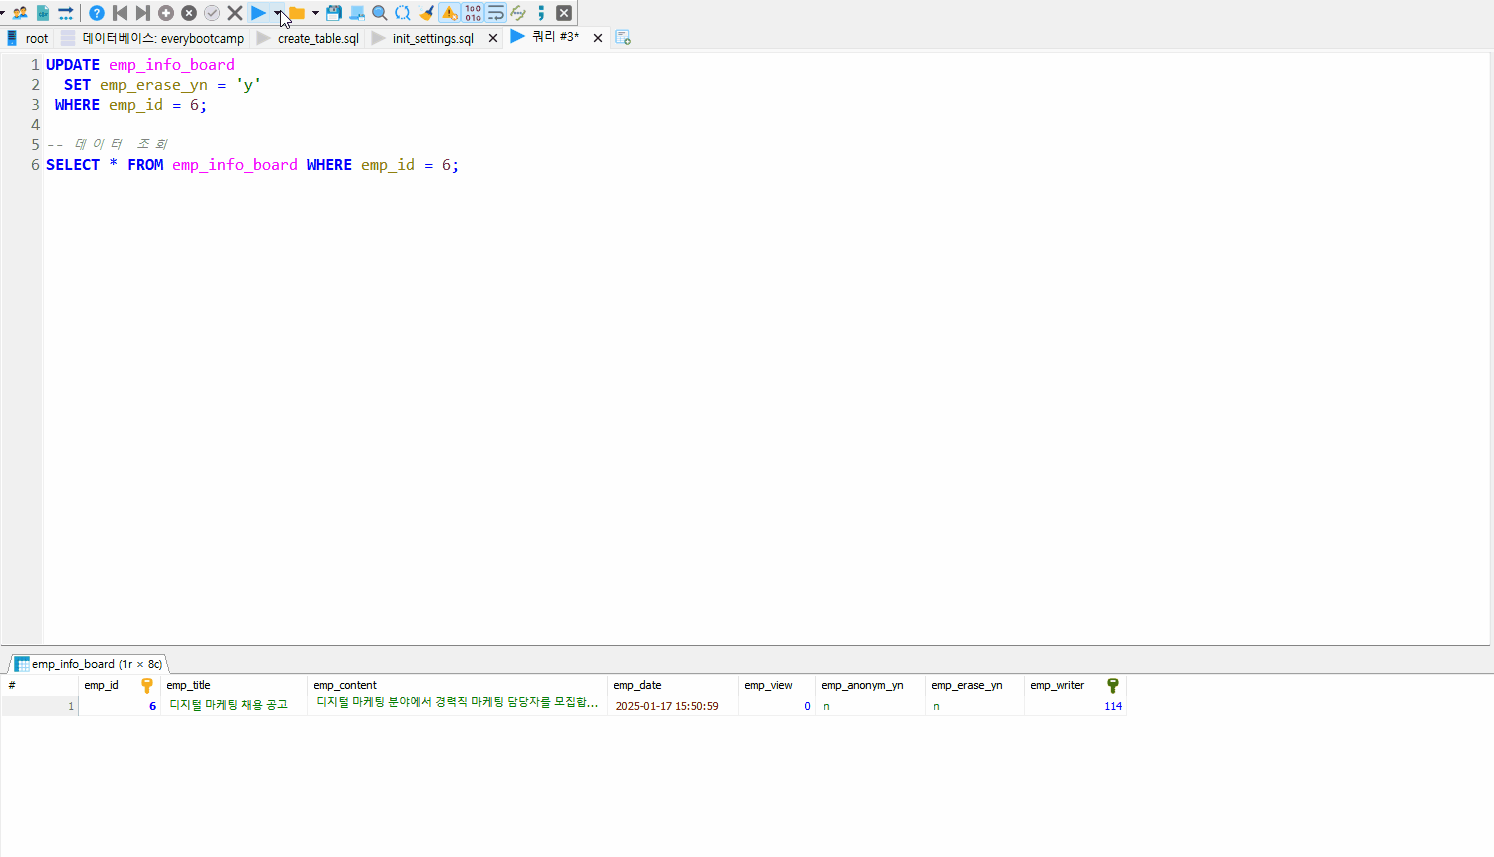 root 데이터베이스: everybootcamp create_table.sql init_settings.sql 쿼리 #3*
1 UPDATE emp_info_board
2 SET emp_erase_yn = 'y'
3 WHERE emp_id = 6;
4
5 -- 데이터 조회
6 SELECT * FROM emp_info_board WHERE emp_id = 6;
emp_info_board (1r × 8c)
# emp_id emp_title emp_content emp_date emp_view emp_anonym_yn emp_erase_yn emp_writer
1 6 디지털 마케팅 채용 공고 디지털 마케팅 분야에서 경력직 마케팅 담당자를 모집합... 2025-01-17 15:50:59 0 n n 114